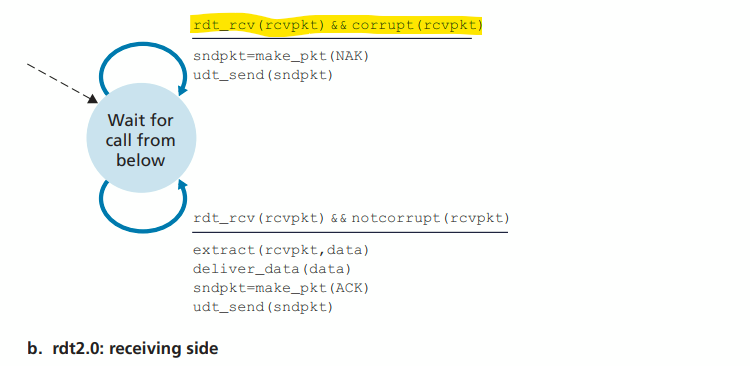 rdt_rcv(rcvpkt) && corrupt(rcvpkt)
sndpkt=make_pkt(NAK)
udt_send(sndpkt)
Wait for
call from
below
rdt_rcv(rcvpkt) && notcorrupt(rcvpkt)
extract(rcvpkt,data)
deliver_data(data)
sndpkt=make_pkt(ACK)
udt_send(sndpkt)
b. rdt2.0: receiving side